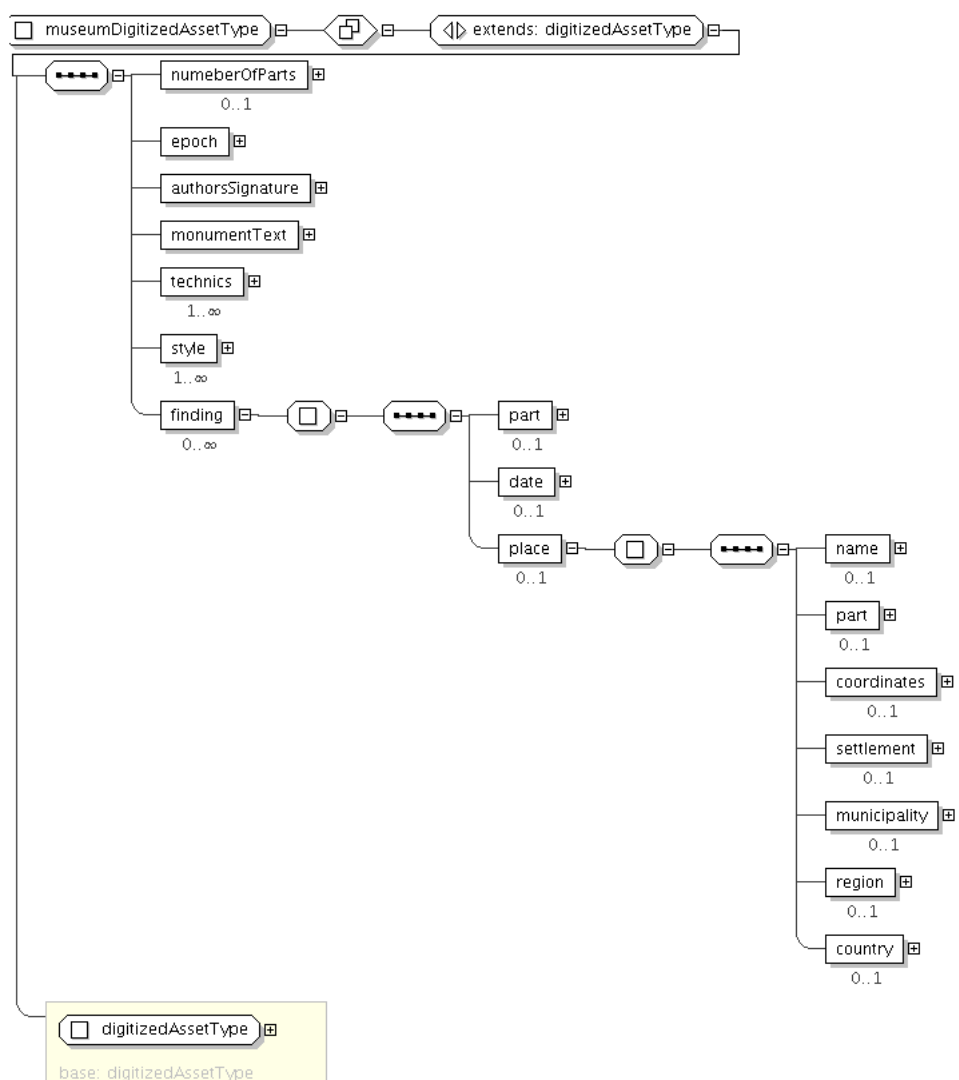 museumDigitizedAssetType
extends: digitizedAssetType
numeberOfParts
0..1
epoch
authorsSignature
monumentText
technics
1..∞
style
1..∞
finding
0..∞
part
0..1
date
0..1
place
0..1
name
0..1
part
0..1
coordinates
0..1
settlement
0..1
municipality
0..1
region
0..1
country
0..1
digitizedAssetType
base: digitizedAssetType